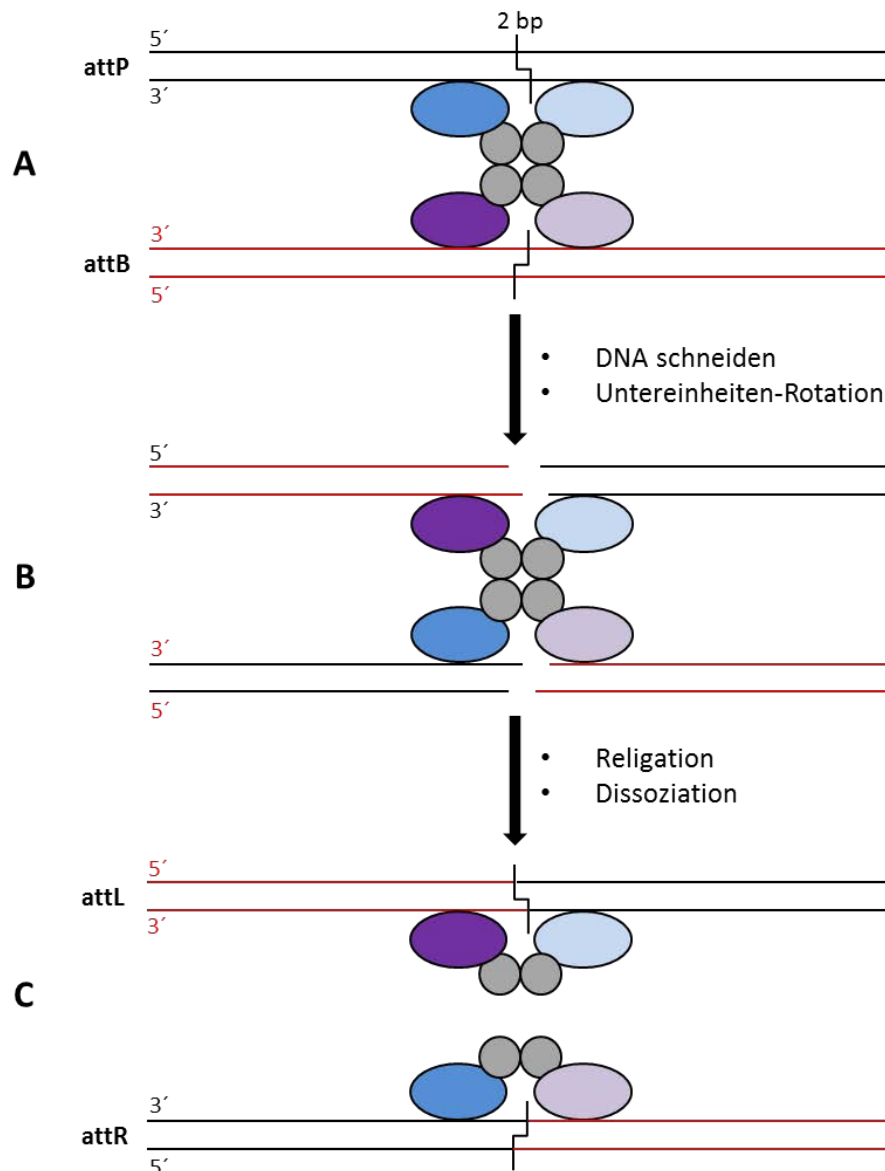 2 bp
5´
attP
3´
A
3´
attB
5´
• DNA schneiden
• Untereinheiten-Rotation
5´
3´
B
3´
5´
• Religation
• Dissoziation
5´
attL
3´
C
3´
attR
5´